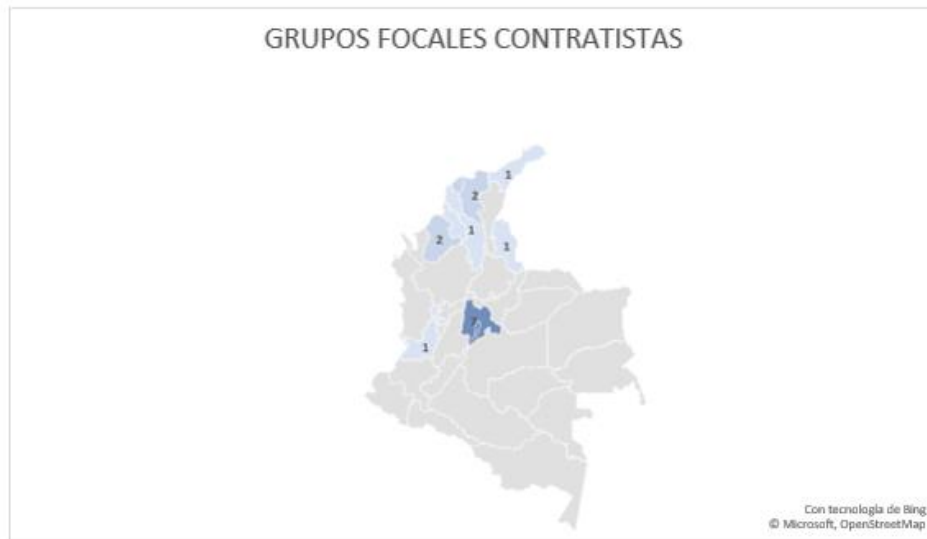 GRUPOS FOCALES CONTRATISTAS
1
2
1
2
1
7
1
Con tecnología de Bing
© Microsoft, OpenStreetMap